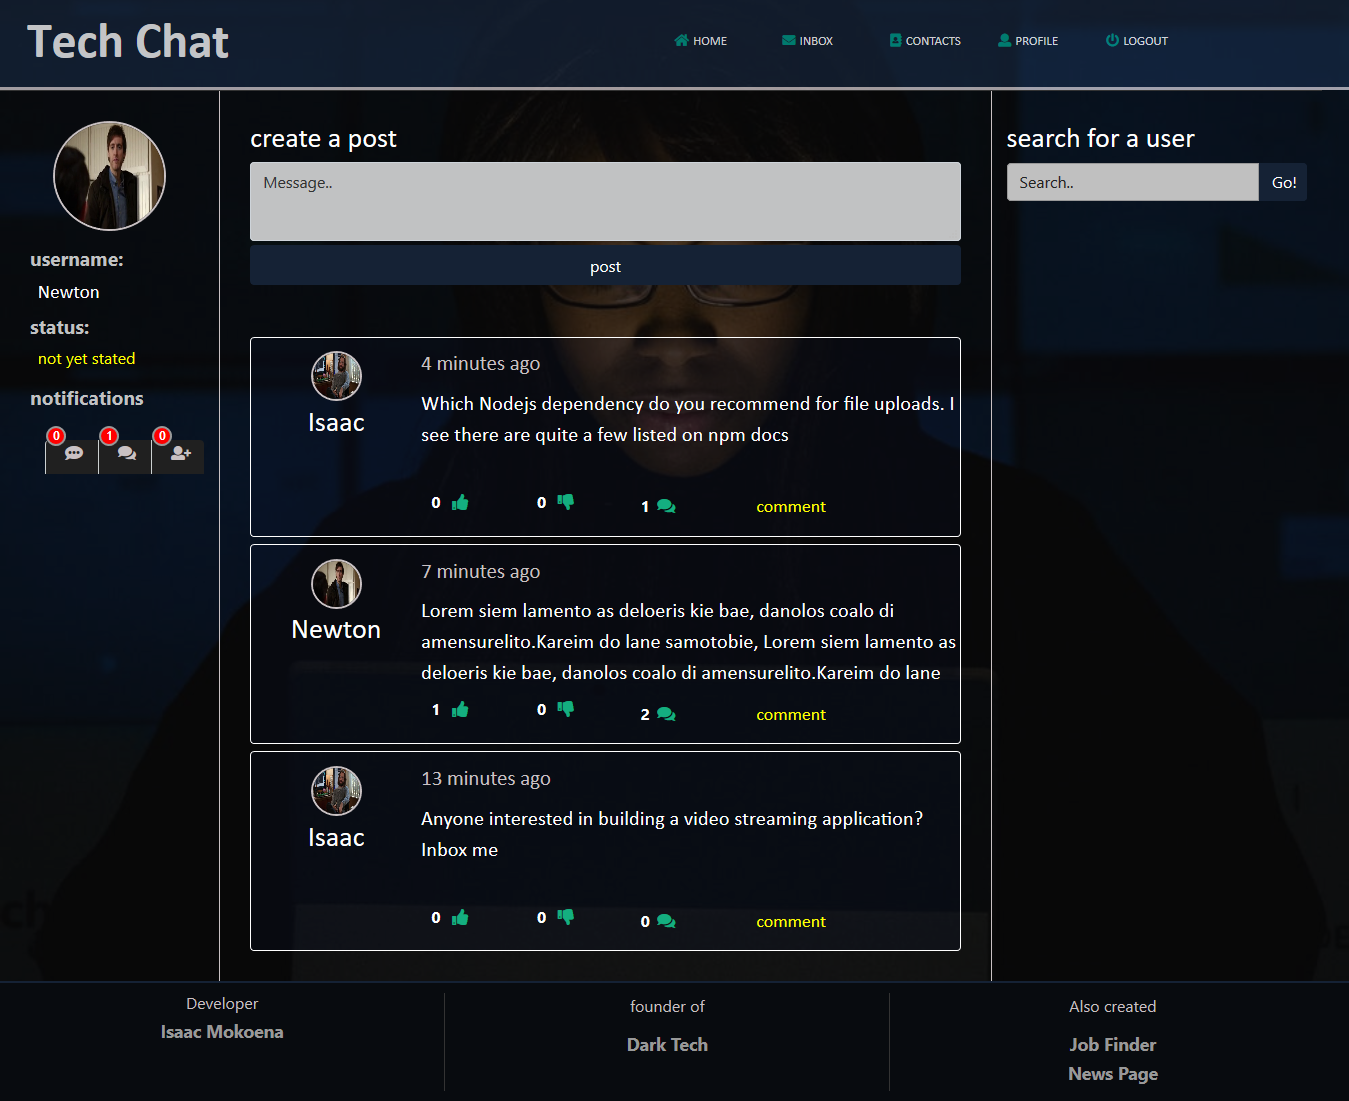 Tech Chat
HOME
INBOX
CONTACTS
PROFILE
LOGOUT
username:
Newton
status:
not yet stated
notifications
0
1
0
create a post
Message..
post
4 minutes ago
Isaac
Which Nodejs dependency do you recommend for file uploads. I
see there are quite a few listed on npm docs
0
0
1
comment
7 minutes ago
Newton
Lorem siem lamento as deloeris kie bae, danolos coalo di
amensurelito.Kareim do lane samotobie, Lorem siem lamento as
deloeris kie bae, danolos coalo di amensurelito.Kareim do lane
1
0
2
comment
13 minutes ago
Isaac
Anyone interested in building a video streaming application?
Inbox me
0
0
0
comment
search for a user
Search..
Go!
Developer
Isaac Mokoena
founder of
Dark Tech
Also created
Job Finder
News Page